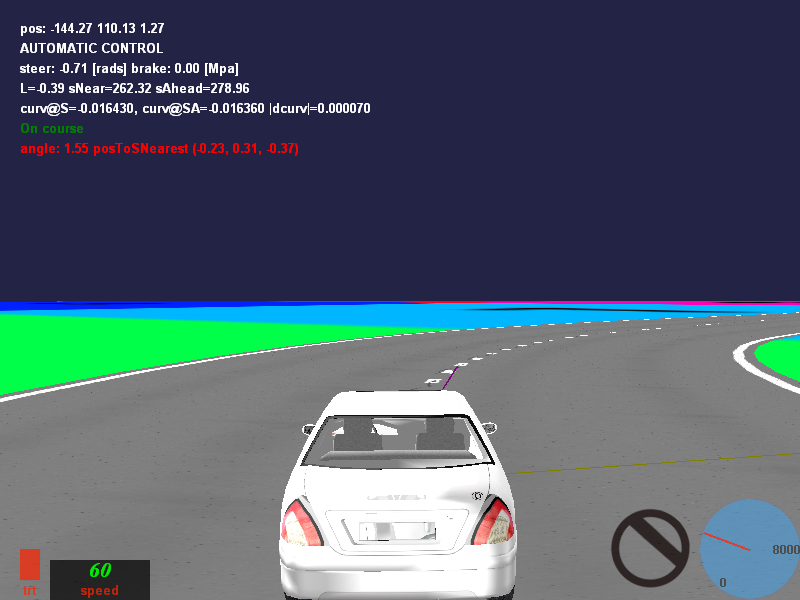 pos: -144.27 110.13 1.27
AUTOMATIC CONTROL
steer: -0.71 [rads] brake: 0.00 [Mpa]
L=-0.39 sNear=262.32 sAhead=278.96
curv@S=-0.016430, curv@SA=-0.016360 |dcurv|=0.000070
On course
angle: 1.55 posToSNearest (-0.23, 0.31, -0.37)
8000
60
0
speed